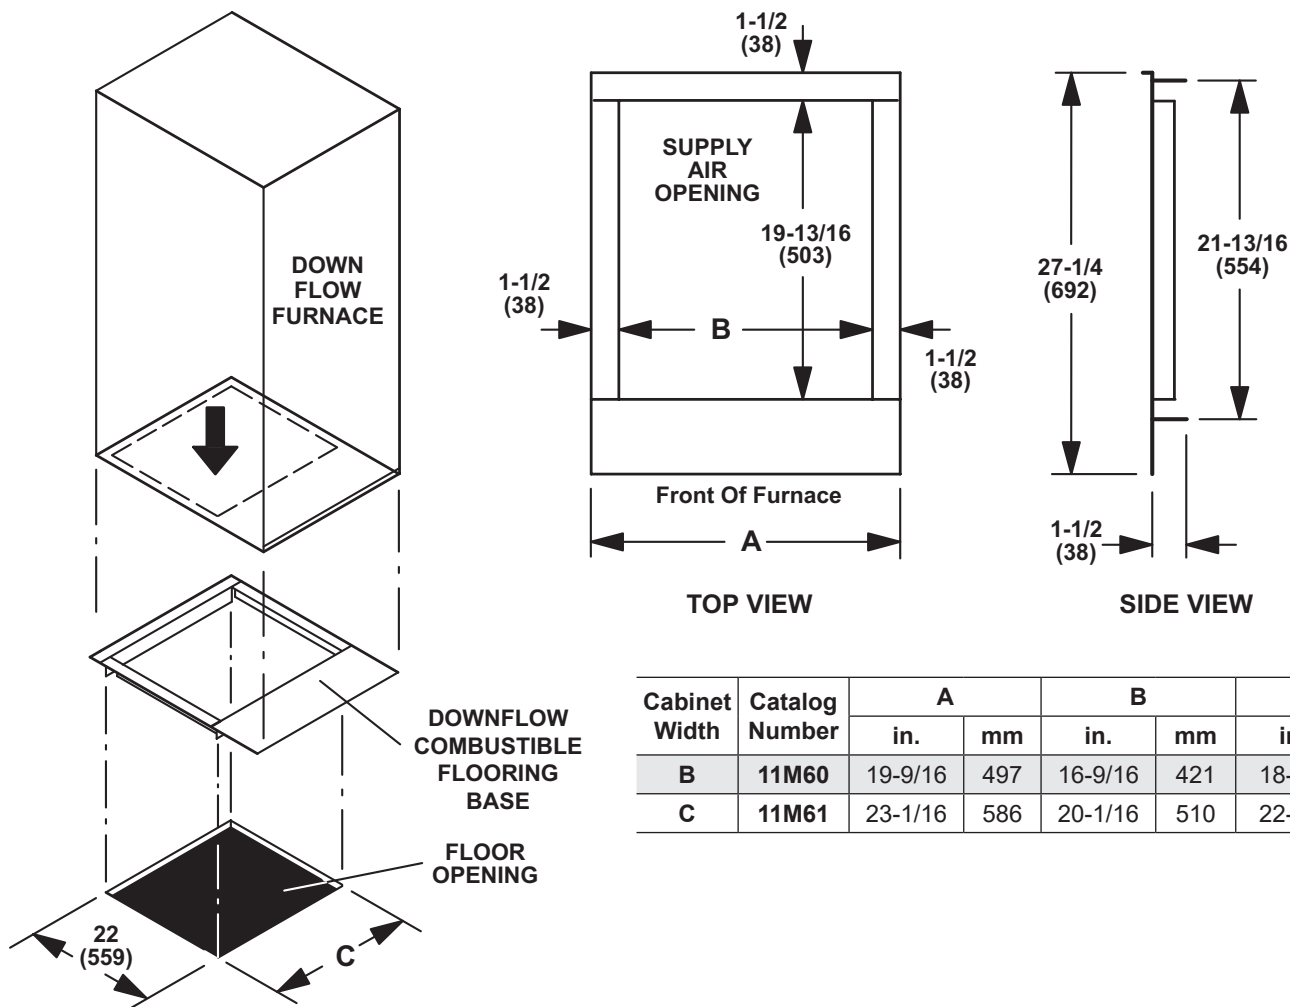 1-1/2
(38)
SUPPLY
AIR
OPENING
19-13/16
(503)
1-1/2
(38)
B
1-1/2
(38)
Front Of Furnace
A
TOP VIEW
27-1/4
(692)
21-13/16
(554)
1-1/2
(38)
SIDE VIEW
DOWN
FLOW
FURNACE
DOWNFLOW
COMBUSTIBLE
FLOORING
BASE
FLOOR
OPENING
22
(559)
C
Cabinet Width Catalog Number A B
in. mm in. mm
B 11M60 19-9/16 497 16-9/16 421 18-
C 11M61 23-1/16 586 20-1/16 510 22-